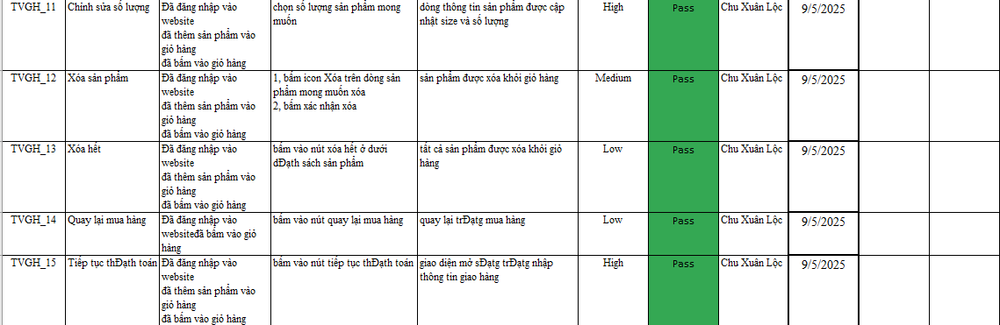 TVGH_11 Chỉnh sửa số lượng Đã đăng nhập vào chọn số lượng sản phẩm mong dòng thông tin sản phẩm được cập High Pass Chu Xuân Lộc 9/5/2025
website muốn nhật size và số lượng
đã thêm sản phẩm vào
giỏ hàng
đã bấm vào giỏ hàng
TVGH_12 Xóa sản phẩm Đã đăng nhập vào 1, bấm icon Xóa trên dòng sản sản phẩm được xóa khỏi giỏ hàng Medium Pass Chu Xuân Lộc 9/5/2025
website phẩm mong muốn xóa
đã thêm sản phẩm vào 2, bấm xác nhận xóa
giỏ hàng
đã bấm vào giỏ hàng
TVGH_13 Xóa hết Đã đăng nhập vào bấm vào nút xóa hết ở dưới tất cả sản phẩm được xóa khỏi giỏ Low Pass Chu Xuân Lộc 9/5/2025
website dĐạth sách sản phẩm hàng
đã thêm sản phẩm vào
giỏ hàng
đã bấm vào giỏ hàng
TVGH_14 Quay lại mua hàng Đã đăng nhập vào bấm vào nút quay lại mua hàng quay lại trĐạtg mua hàng Low Pass Chu Xuân Lộc 9/5/2025
websiteđã bấm vào giỏ
hàng
TVGH_15 Tiếp tục thĐạth toán Đã đăng nhập vào bấm vào nút tiếp tục thĐạth toán giao diện mở sĐạtg trĐạtg nhập High Pass Chu Xuân Lộc 9/5/2025
website thông tin giao hàng
đã thêm sản phẩm vào
giỏ hàng
đã bấm vào giỏ hàng